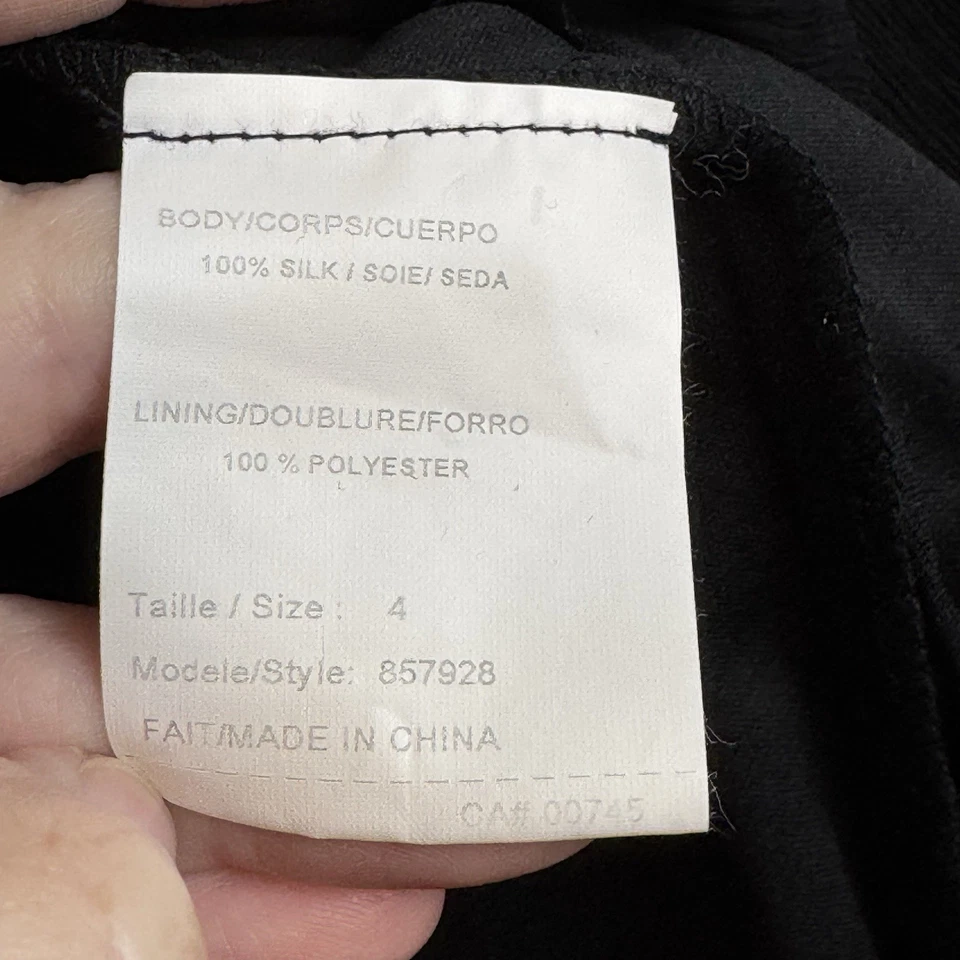 BODY/CORPS/CUERPO
100% SILK / SOIE/ SEDA
LINING/DOUBLURE/FORRO
100 % POLYESTER
Taille / Size : 4
Modele/Style: 857928
FAIT/MADE IN CHINA
CA# 00745